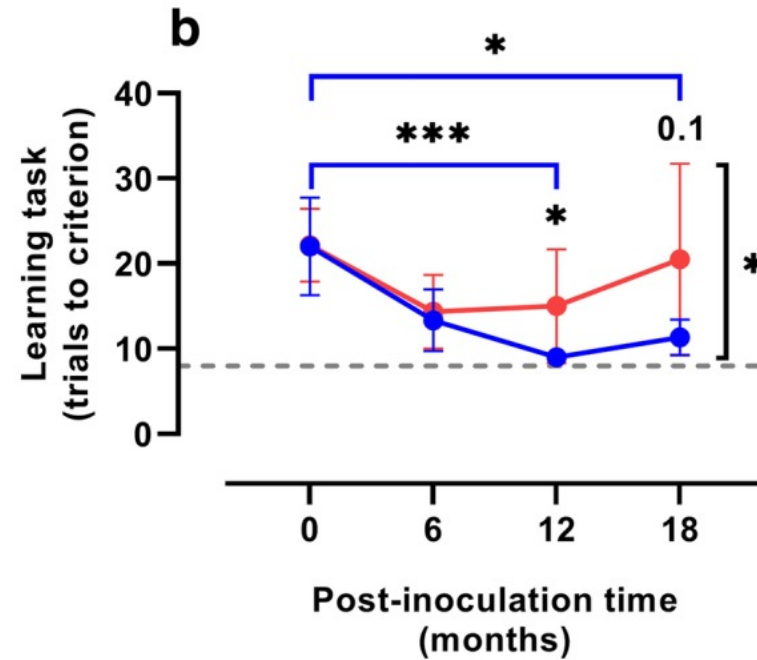 b
*
40
***
0.1
30
*
20
*
10
0
Learning task
(trials to criterion)
0 6 12 18
Post-inoculation time
(months)